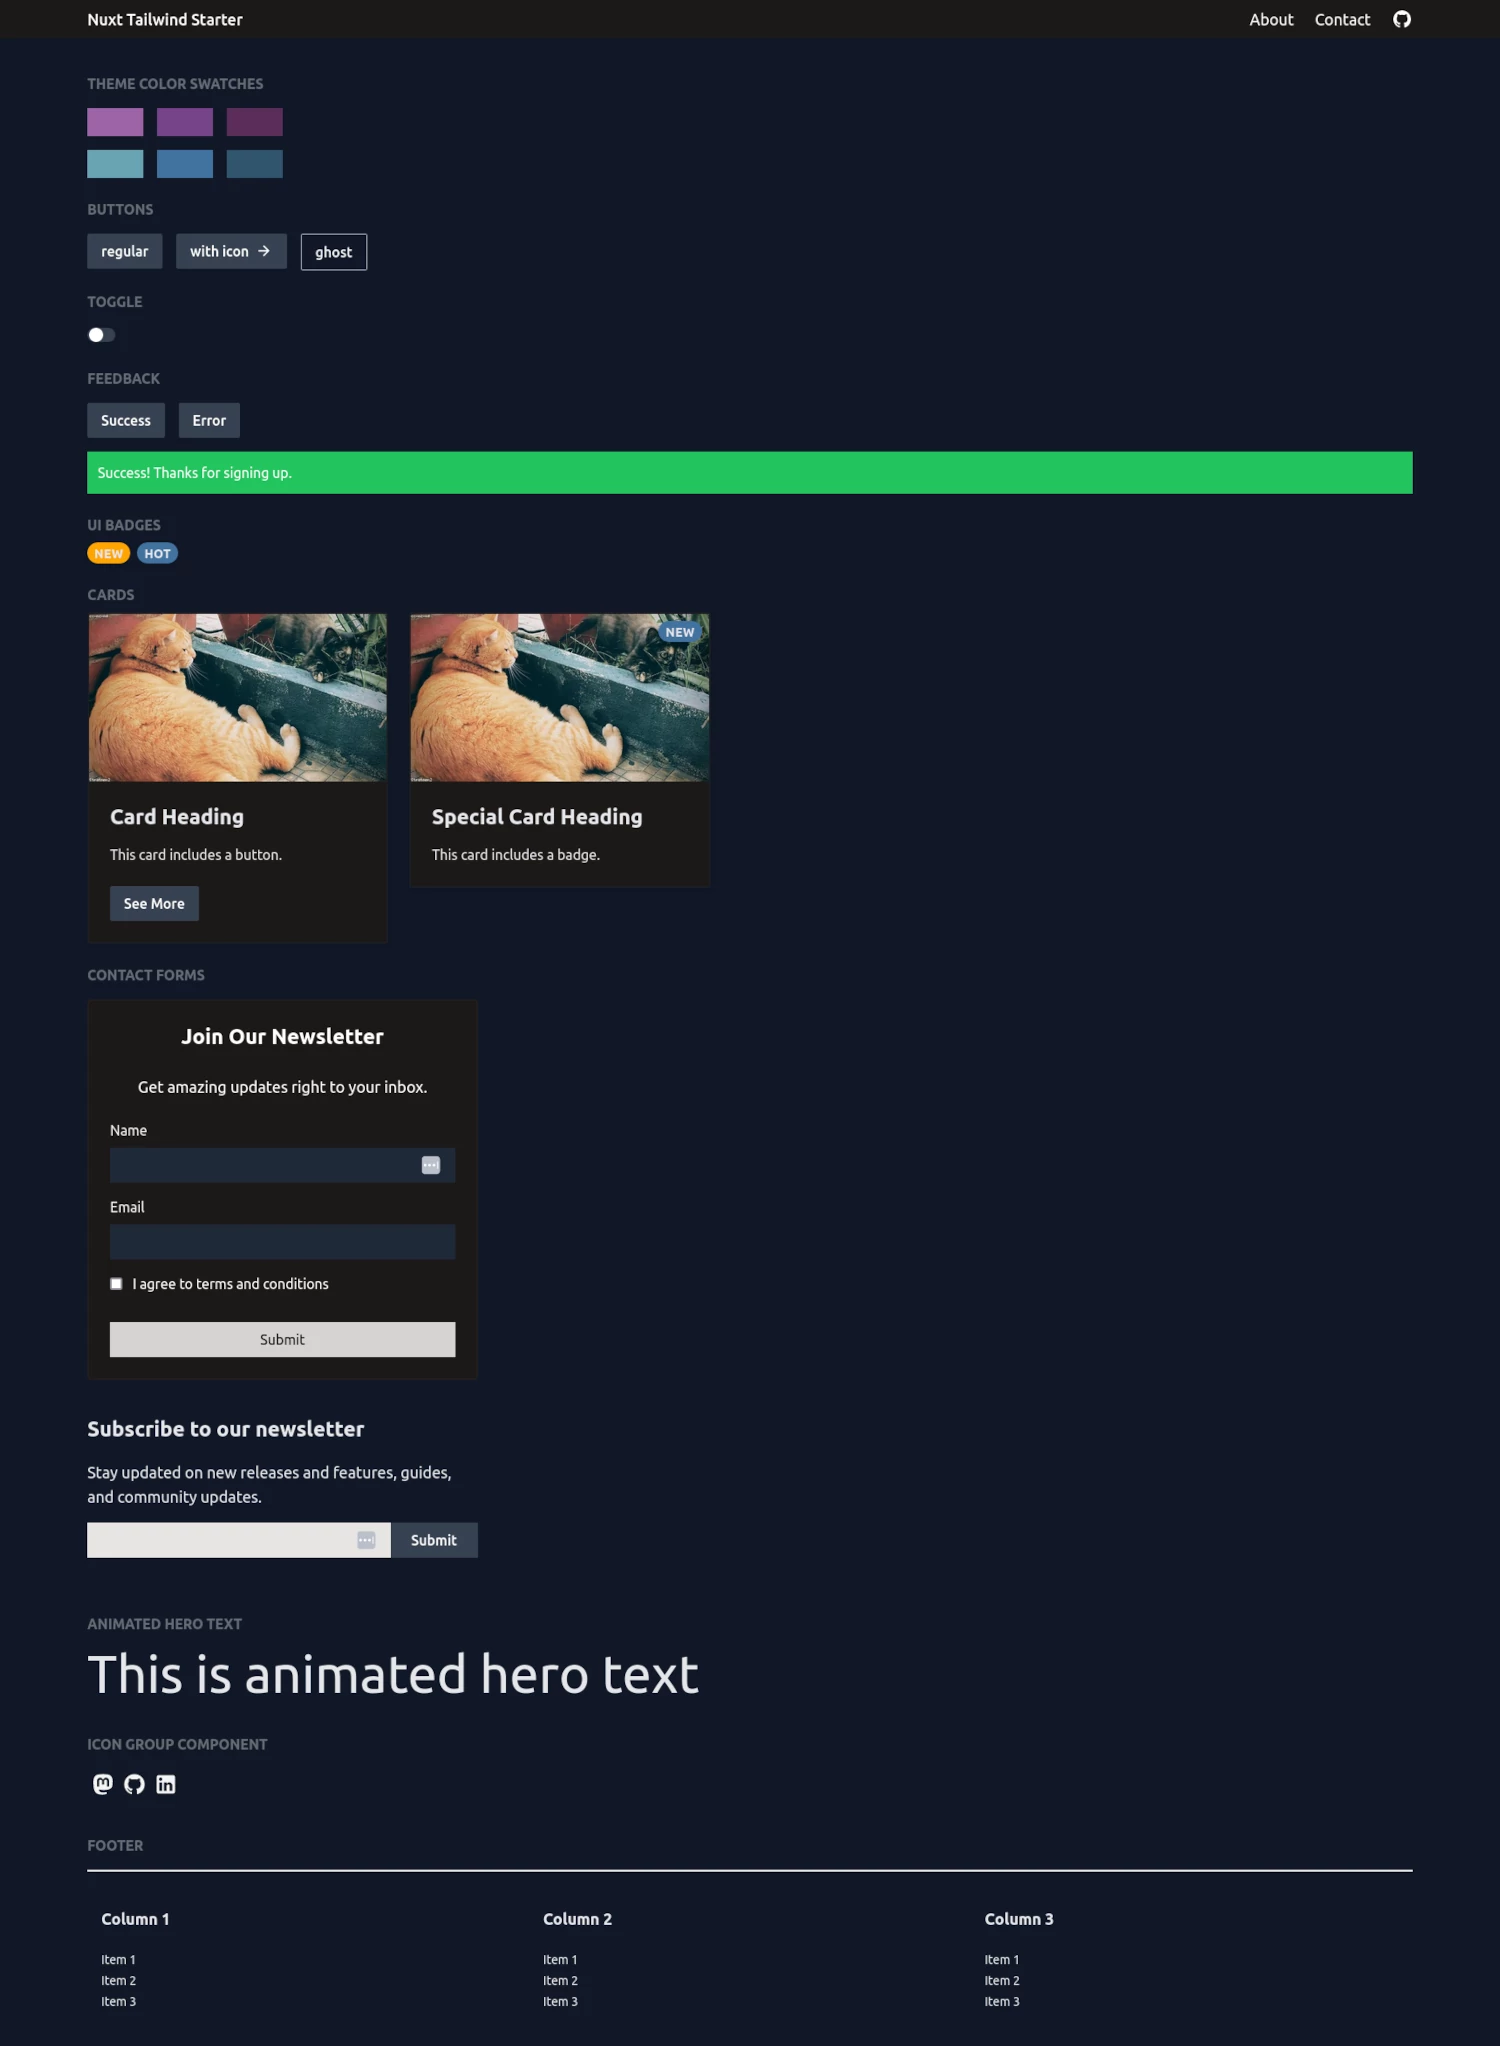 Nuxt Tailwind Starter
About Contact
THEME COLOR SWATCHES
BUTTONS
regular with icon → ghost
TOGGLE
FEEDBACK
Success Error
Success! Thanks for signing up.
UI BADGES
NEW HOT
CARDS
NEW
Card Heading
This card includes a button.
See More
Special Card Heading
This card includes a badge.
CONTACT FORMS
Join Our Newsletter
Get amazing updates right to your inbox.
Name
Email
I agree to terms and conditions
Submit
Subscribe to our newsletter
Stay updated on new releases and features, guides,
and community updates.
Submit
ANIMATED HERO TEXT
This is animated hero text
ICON GROUP COMPONENT
FOOTER
Column 1
Item 1
Item 2
Item 3
Column 2
Item 1
Item 2
Item 3
Column 3
Item 1
Item 2
Item 3